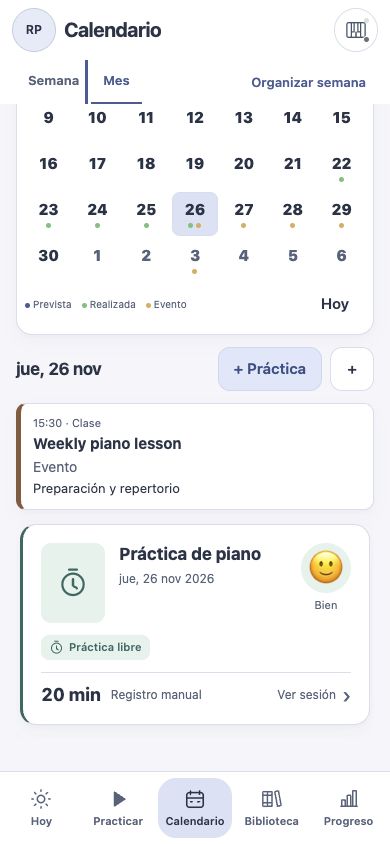 RP Calendario
Semana Mes Organizar semana
9 10 11 12 13 14 15
16 17 18 19 20 21 22
23 24 25 26 27 28 29
30 1 2 3 4 5 6
Prevista Realizada Evento Hoy
jue, 26 nov + Práctica +
15:30 · Clase
Weekly piano lesson
Evento
Preparación y repertorio
Práctica de piano
jue, 26 nov 2026
Bien
Práctica libre
20 min Registro manual Ver sesión
Hoy Practicar Calendario Biblioteca Progreso